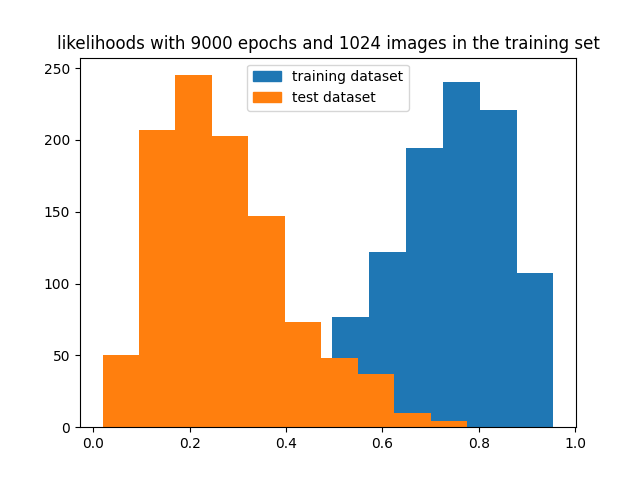 likelihoods with 9000 epochs and 1024 images in the training set
training dataset
test dataset
250
200
150
100
50
0
0.0 0.2 0.4 0.6 0.8 1.0